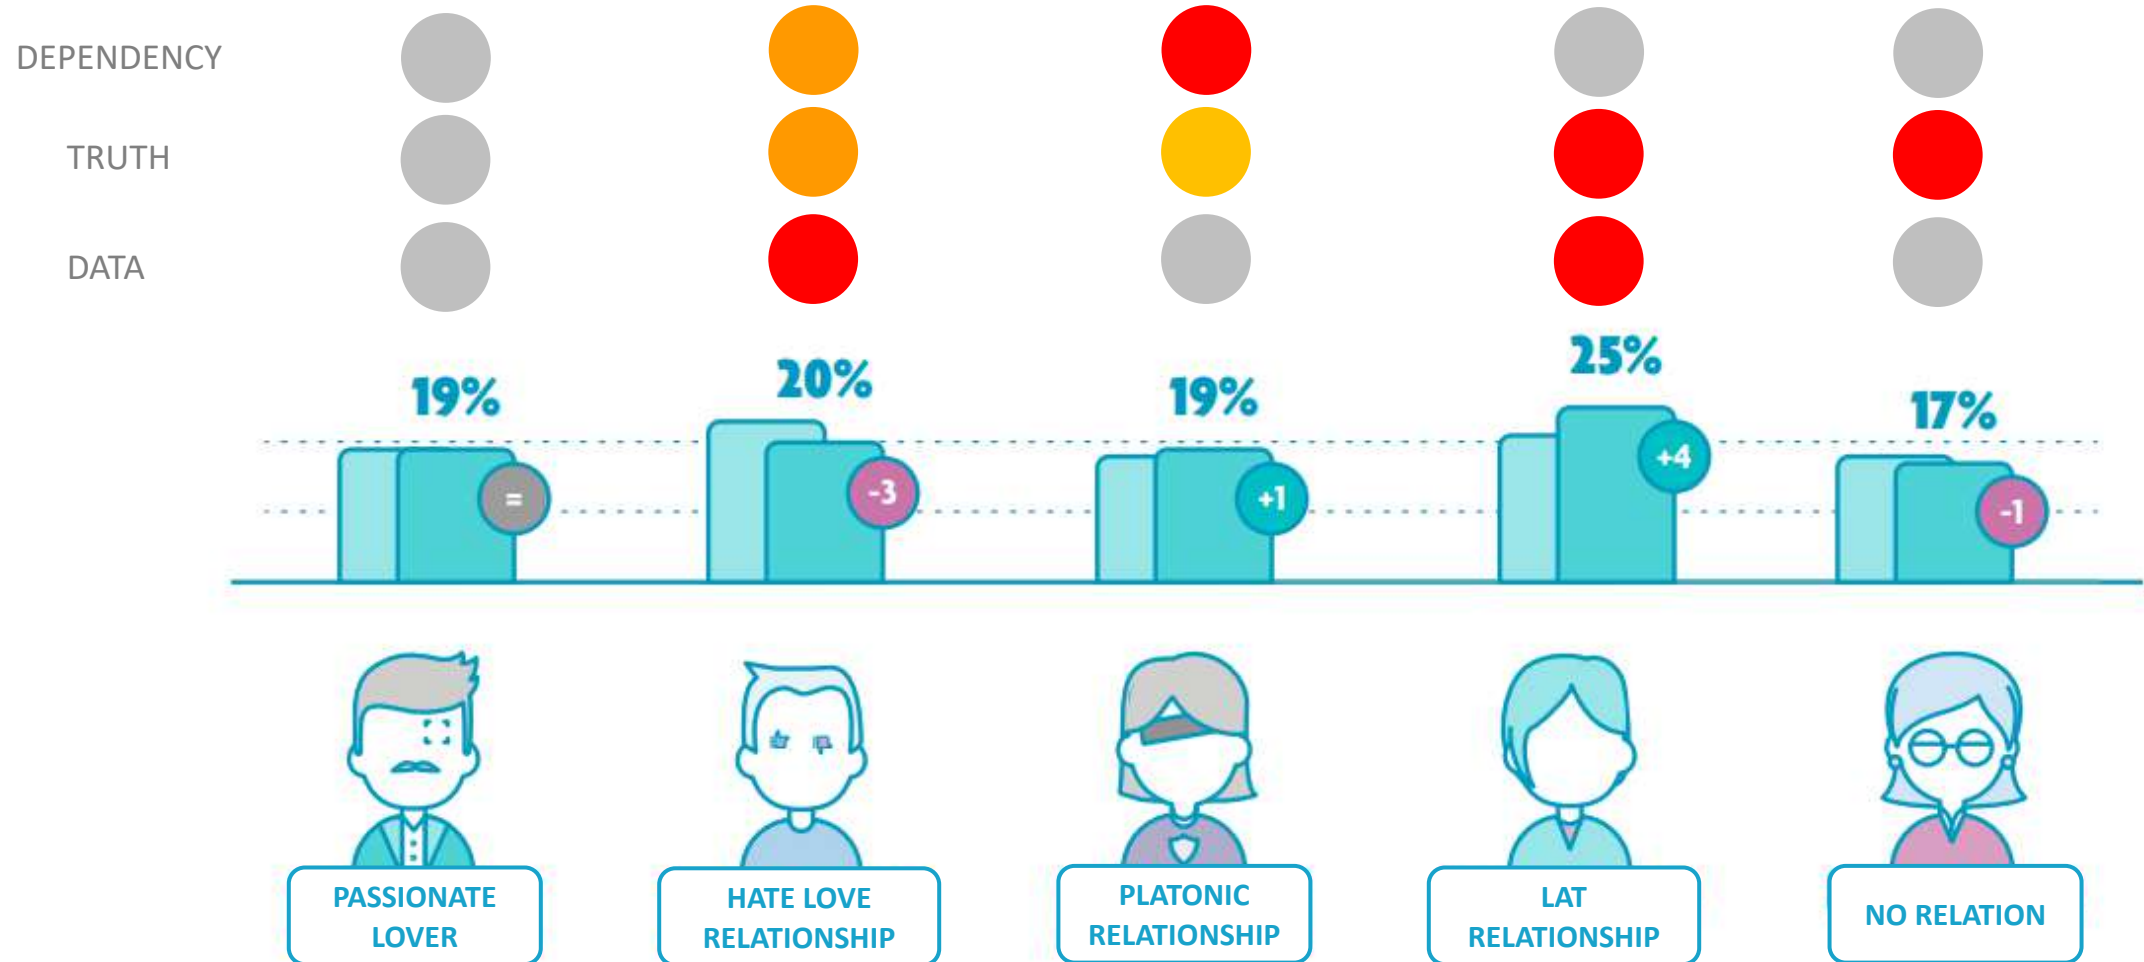 DEPENDENCY
TRUTH
DATA
19%
20%
19%
25%
17%
=
-3
+1
+4
-1
PASSIONATE
LOVER
HATE LOVE
RELATIONSHIP
PLATONIC
RELATIONSHIP
LAT
RELATIONSHIP
NO RELATION